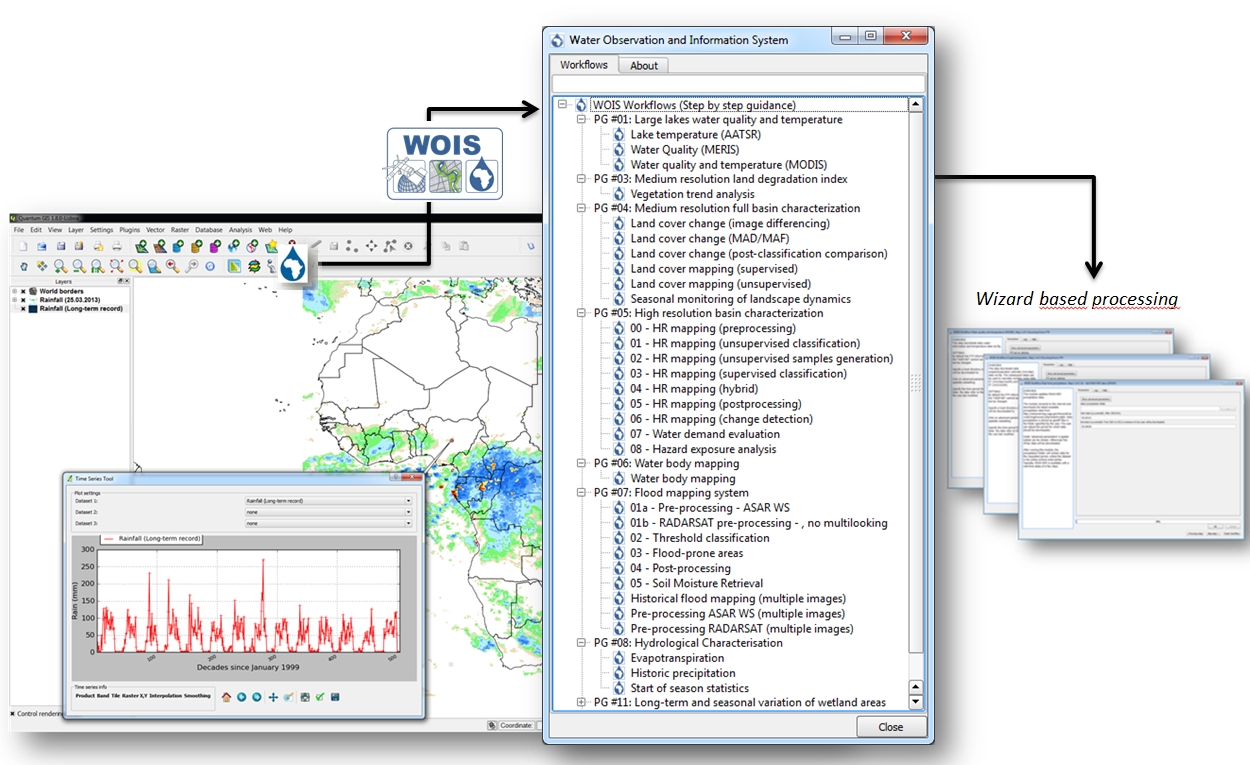 WOIS
Quantum GIS 1.8.0-Lisboa
File Edit View Layer Settings Plugins Vector Raster Database Analysis Web Help
Layers
World borders
Rainfall (25.03.2013)
Rainfall (Long-term record)
Time Series Tool
Plot settings
Dataset 1: Rainfall (Long-term record)
Dataset 2: none
Dataset 3: none
Rainfall (Long-term record)
300
250
200
150
100
50
0
Rain (mm)
100 200 300 400 500
Decades since January 1999
Time series info
Product Band Tile Raster X,Y Interpolation Smoothing
Control rendering
Coordinate:
Water Observation and Information System
Workflows About
WOIS Workflows (Step by step guidance)
PG #01: Large lakes water quality and temperature
Lake temperature (AATSR)
Water Quality (MERIS)
Water quality and temperature (MODIS)
PG #03: Medium resolution land degradation index
Vegetation trend analysis
PG #04: Medium resolution full basin characterization
Land cover change (image differencing)
Land cover change (MAD/MAF)
Land cover change (post-classification comparison)
Land cover mapping (supervised)
Land cover mapping (unsupervised)
Seasonal monitoring of landscape dynamics
PG #05: High resolution basin characterization
00 - HR mapping (preprocessing)
01 - HR mapping (unsupervised classification)
02 - HR mapping (unsupervised samples generation)
03 - HR mapping (supervised classification)
04 - HR mapping (hybrid)
05 - HR mapping (postprocessing)
06 - HR mapping (change detection)
07 - Water demand evaluation
08 - Hazard exposure analysis
PG #06: Water body mapping
Water body mapping
PG #07: Flood mapping system
01a - Pre-processing - ASAR WS
01b - RADARSAT pre-processing - , no multilooking
02 - Threshold classification
03 - Flood-prone areas
04 - Post-processing
05 - Soil Moisture Retrieval
Historical flood mapping (multiple images)
Pre-processing ASAR WS (multiple images)
Pre-processing RADARSAT (multiple images)
PG #08: Hydrological Characterisation
Evapotranspiration
Historic precipitation
Start of season statistics
PG #11: Long-term and seasonal variation of wetland areas
Close
Wizard based processing